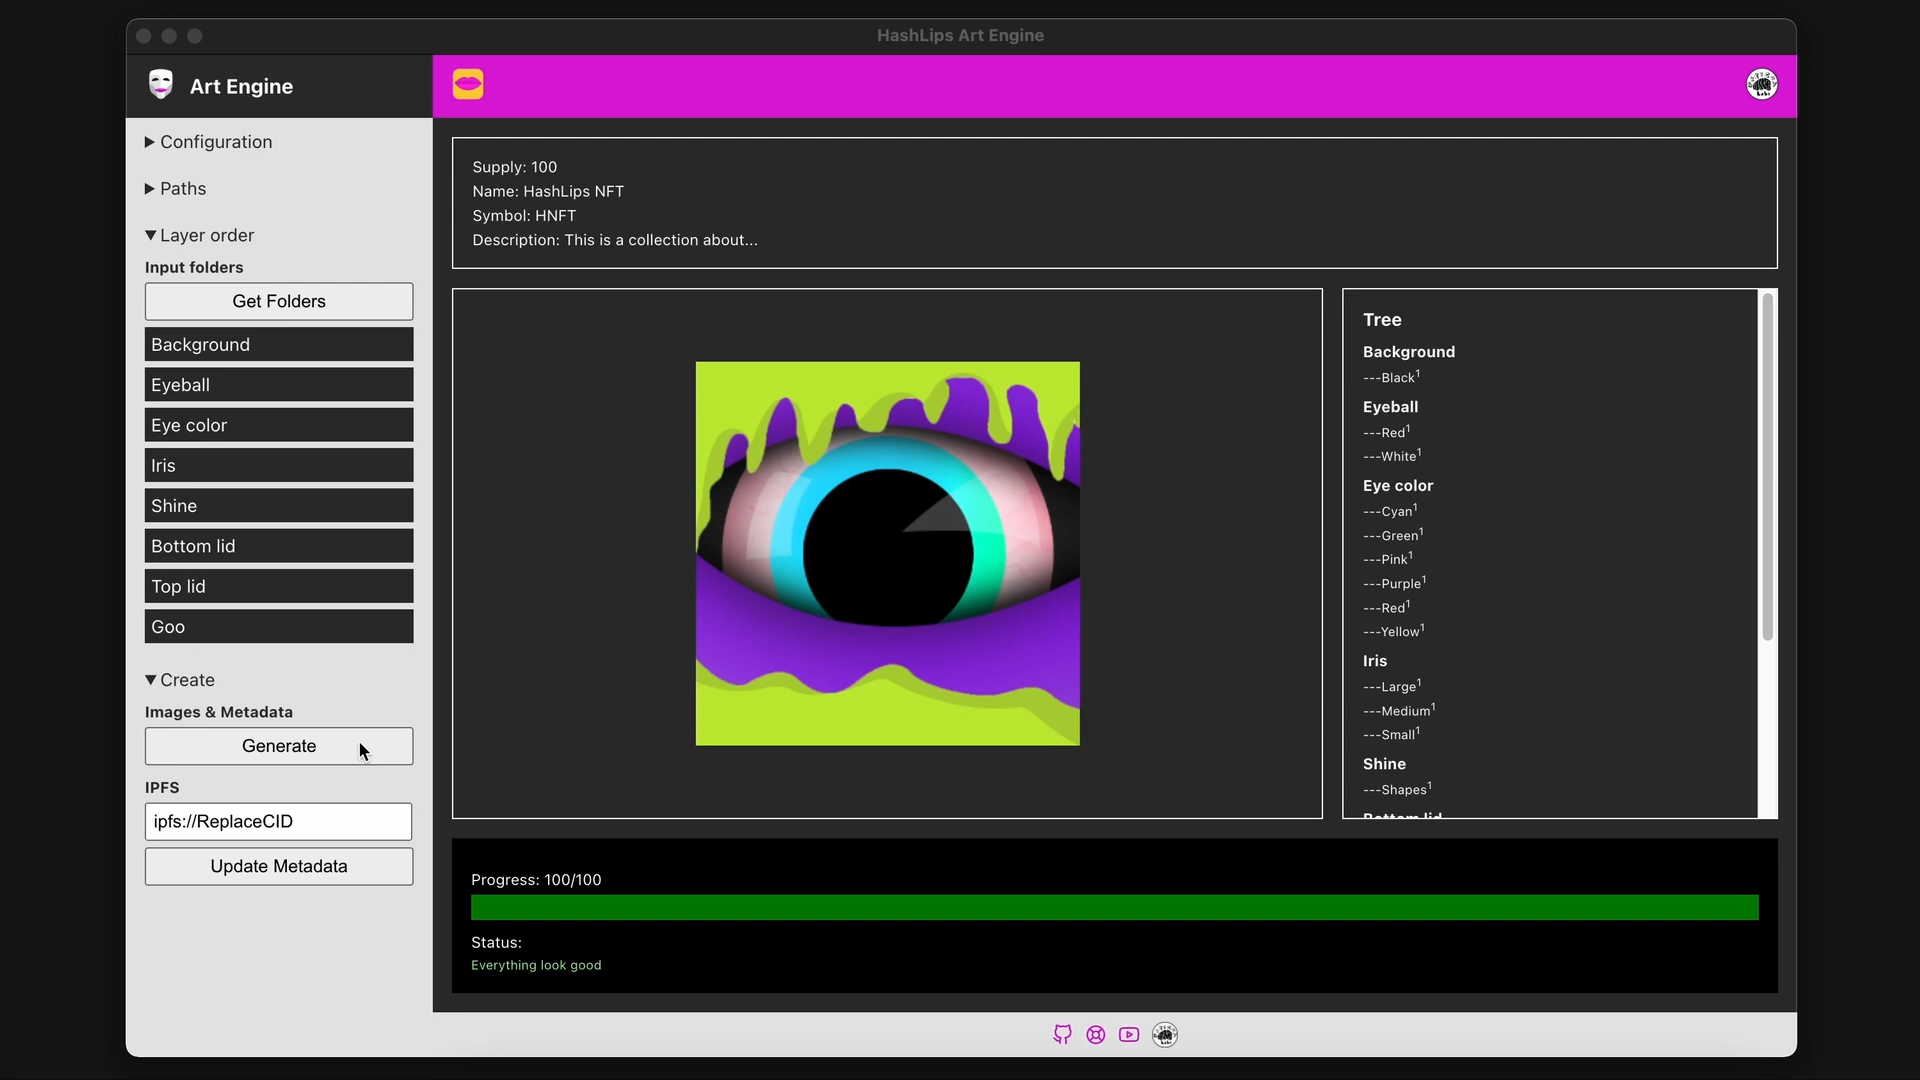 HashLips Art Engine
Art Engine
Configuration
Paths
Layer order
Input folders
Get Folders
Background
Eyeball
Eye color
Iris
Shine
Bottom lid
Top lid
Goo
Create
Images & Metadata
Generate
IPFS
ipfs://ReplaceCID
Update Metadata
Supply: 100
Name: HashLips NFT
Symbol: HNFT
Description: This is a collection about...
Tree
Background
---Black1
Eyeball
---Red1
---White1
Eye color
---Cyan1
---Green1
---Pink1
---Purple1
---Red1
---Yellow1
Iris
---Large1
---Medium1
---Small1
Shine
---Shapes1
Bottom lid
Progress: 100/100
Status:
Everything look good